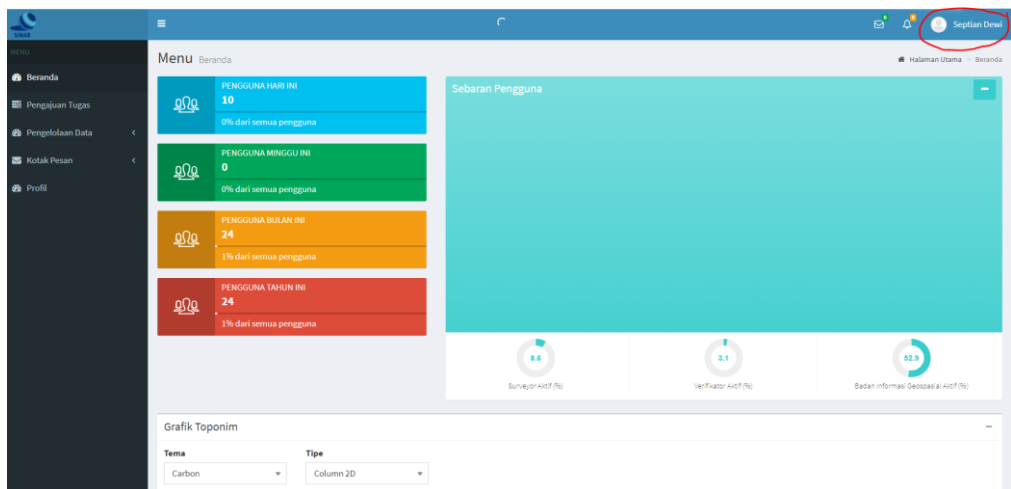 SINAR
Septian Dewi
MENU
Beranda
Pengajuan Tugas
Pengelolaan Data
Kotak Pesan
Profil
Menu Beranda
Halaman Utama > Beranda
PENGGUNA HARI INI
10
0% dari semua pengguna
PENGGUNA MINGGU INI
0
0% dari semua pengguna
PENGGUNA BULAN INI
24
1% dari semua pengguna
PENGGUNA TAHUN INI
24
1% dari semua pengguna
Sebaran Pengguna
8.6
Surveyor Aktif (%)
3.1
Verifikator Aktif (%)
52.9
Badan Informasi Geospasial Aktif (%)
Grafik Toponim
Tema
Carbon
Tipe
Column 2D